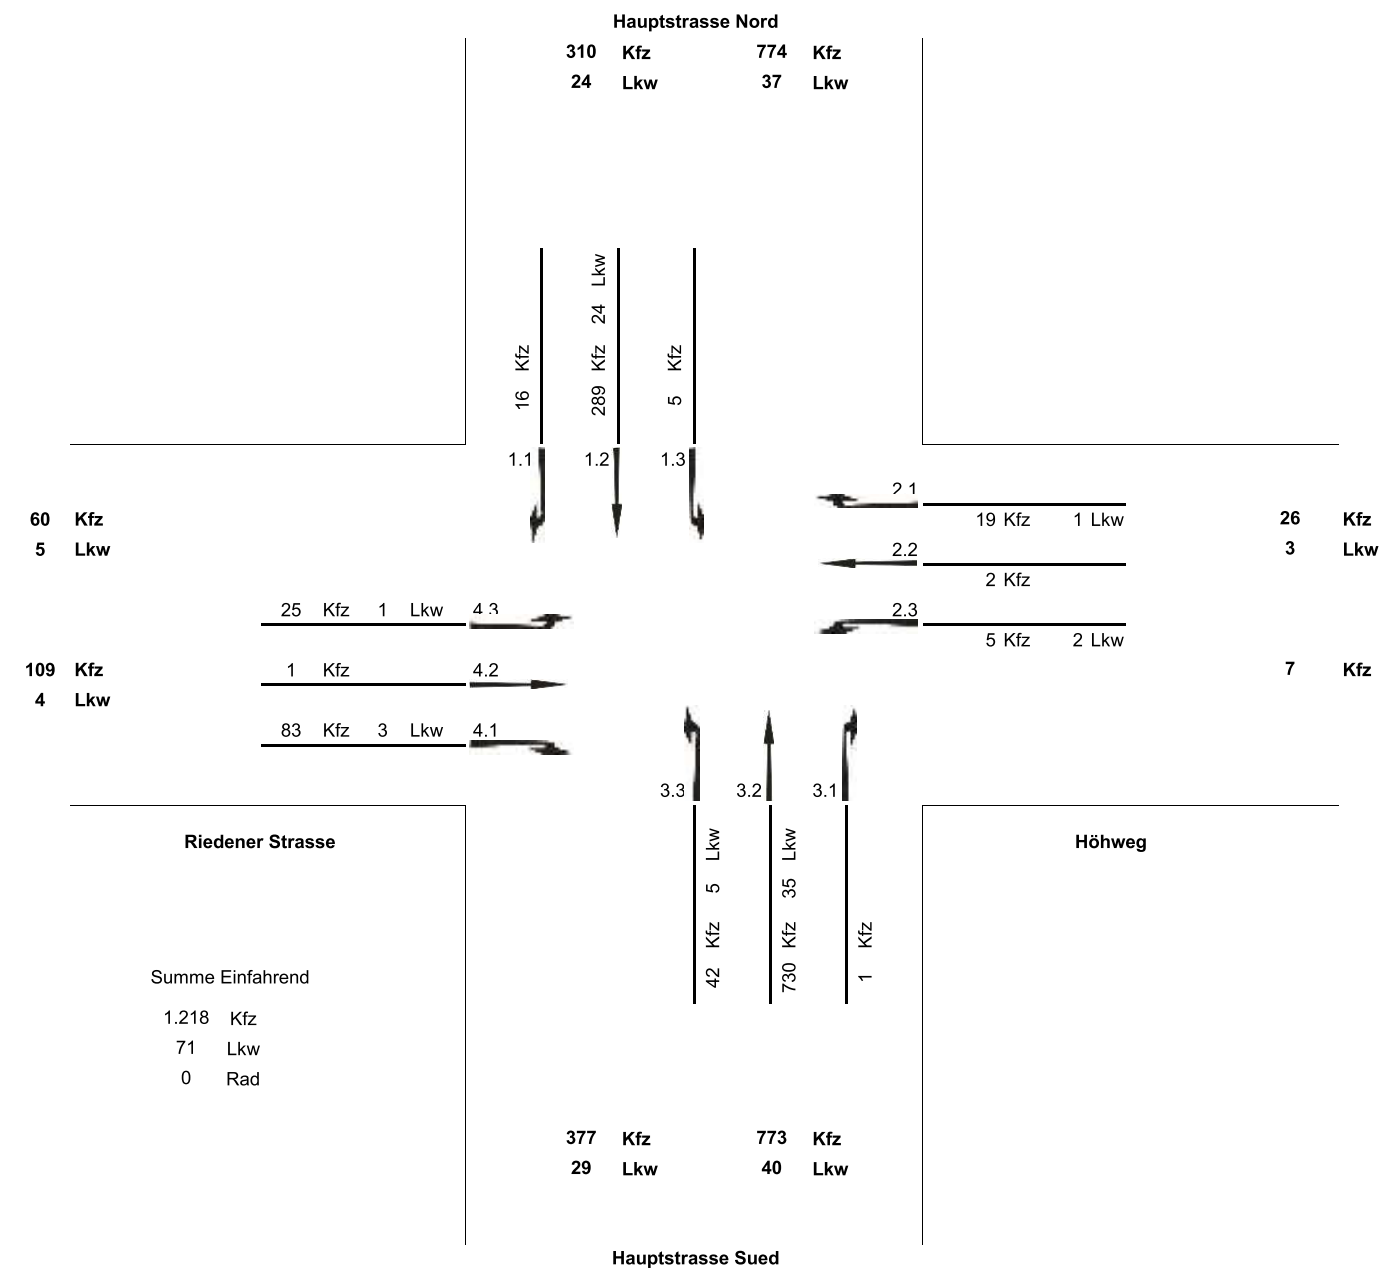 Hauptstrasse Nord
310 Kfz 774 Kfz
24 Lkw 37 Lkw
16 Kfz
289 Kfz 24 Lkw
5 Kfz
1.1 1.2 1.3
2.1
19 Kfz 1 Lkw
2.2
2 Kfz
2.3
5 Kfz 2 Lkw
60 Kfz
5 Lkw
26 Kfz
3 Lkw
25 Kfz 1 Lkw 4.3
1 Kfz 4.2
83 Kfz 3 Lkw 4.1
109 Kfz
4 Lkw
7 Kfz
3.3 3.2 3.1
42 Kfz 5 Lkw
730 Kfz 35 Lkw
1 Kfz
Riedener Strasse
Höhweg
Summe Einfahrend
1.218 Kfz
71 Lkw
0 Rad
377 Kfz 773 Kfz
29 Lkw 40 Lkw
Hauptstrasse Sued